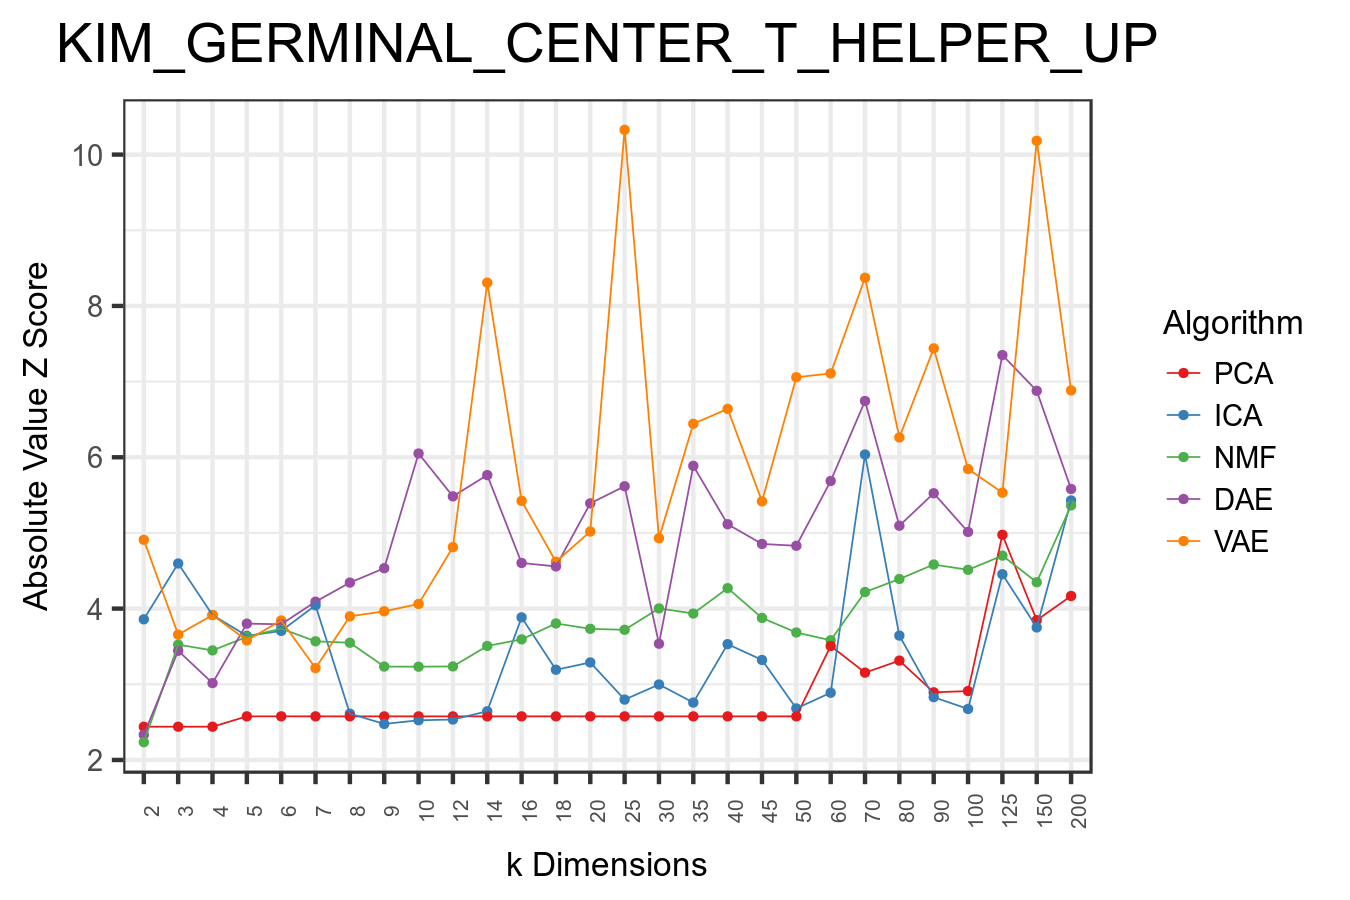 KIM_GERMINAL_CENTER_T_HELPER_UP
Absolute Value Z Score
10
8
6
4
2
2 3 4 5 6 7 8 9 10 12 14 16 18 20 25 30 35 40 45 50 60 70 80 90 100 125 150 200
k Dimensions
Algorithm
PCA
ICA
NMF
DAE
VAE